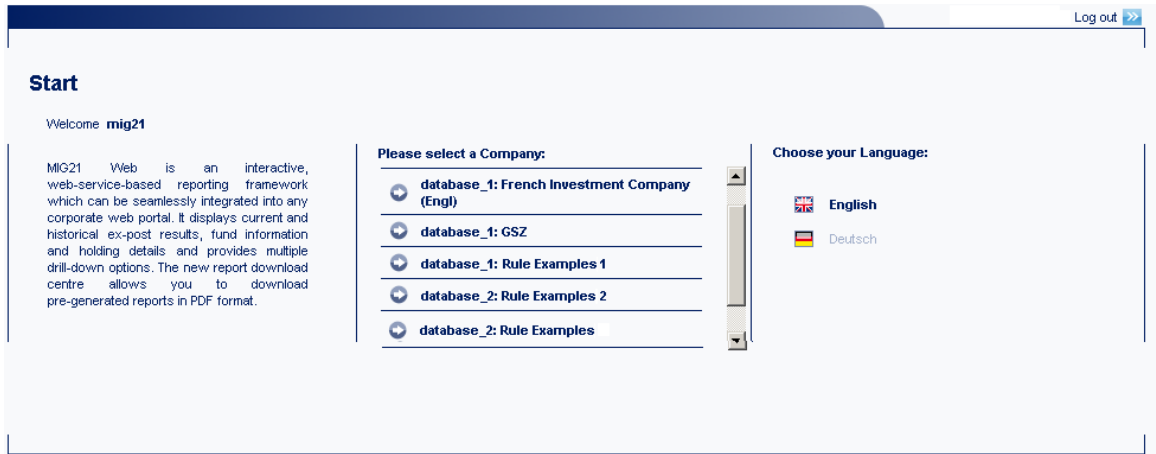 Log out
Start
Welcome mig21
MIG21 Web is an interactive,
web-service-based reporting framework
which can be seamlessly integrated into any
corporate web portal. It displays current and
historical ex-post results, fund information
and holding details and provides multiple
drill-down options. The new report download
centre allows you to download
pre-generated reports in PDF format.
Please select a Company:
database_1: French Investment Company
(Engl)
database_1: GSZ
database_1: Rule Examples 1
database_2: Rule Examples 2
database_2: Rule Examples
Choose your Language:
English
Deutsch